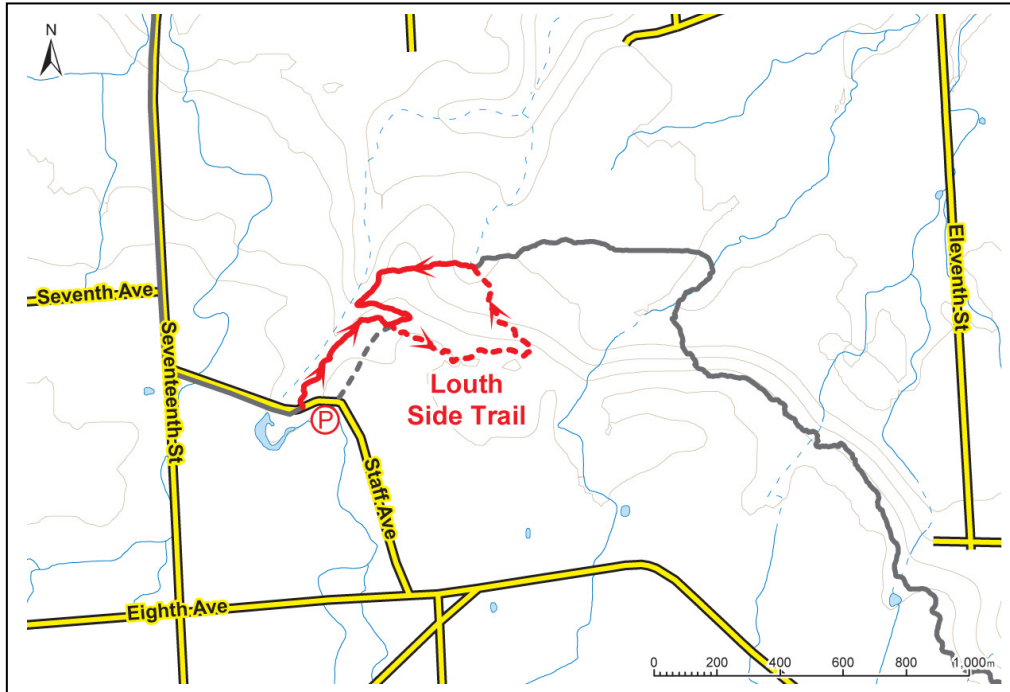 N
Seventh Ave
Seventeenth St
Eleventh St
Louth
Side Trail
P
Staff Ave
Eighth Ave
0 200 400 600 800 1,000m